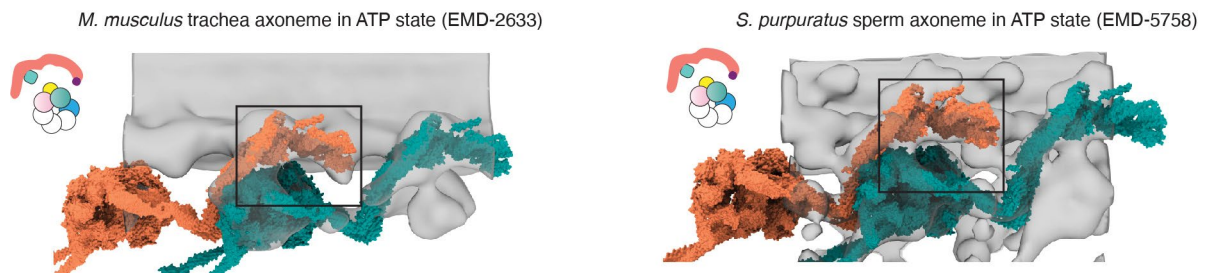 M. musculus trachea axoneme in ATP state (EMD-2633)
S. purpuratus sperm axoneme in ATP state (EMD-5758)